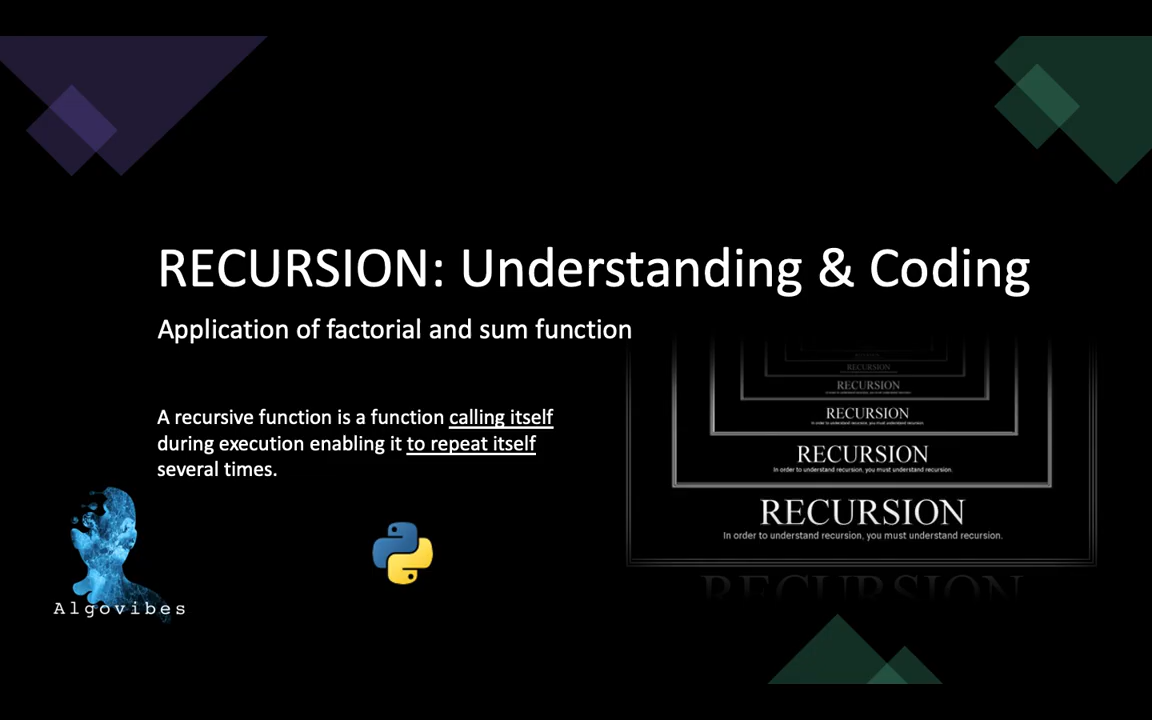 RECURSION: Understanding & Coding
Application of factorial and sum function
A recursive function is a function calling itself
during execution enabling it to repeat itself
several times.
Algovibes
RECURSION
RECURSION
RECURSION
RECURSION
In order to understand recursion, you must understand recursion.
RECURSION
In order to understand recursion, you must understand recursion.
RECURSION